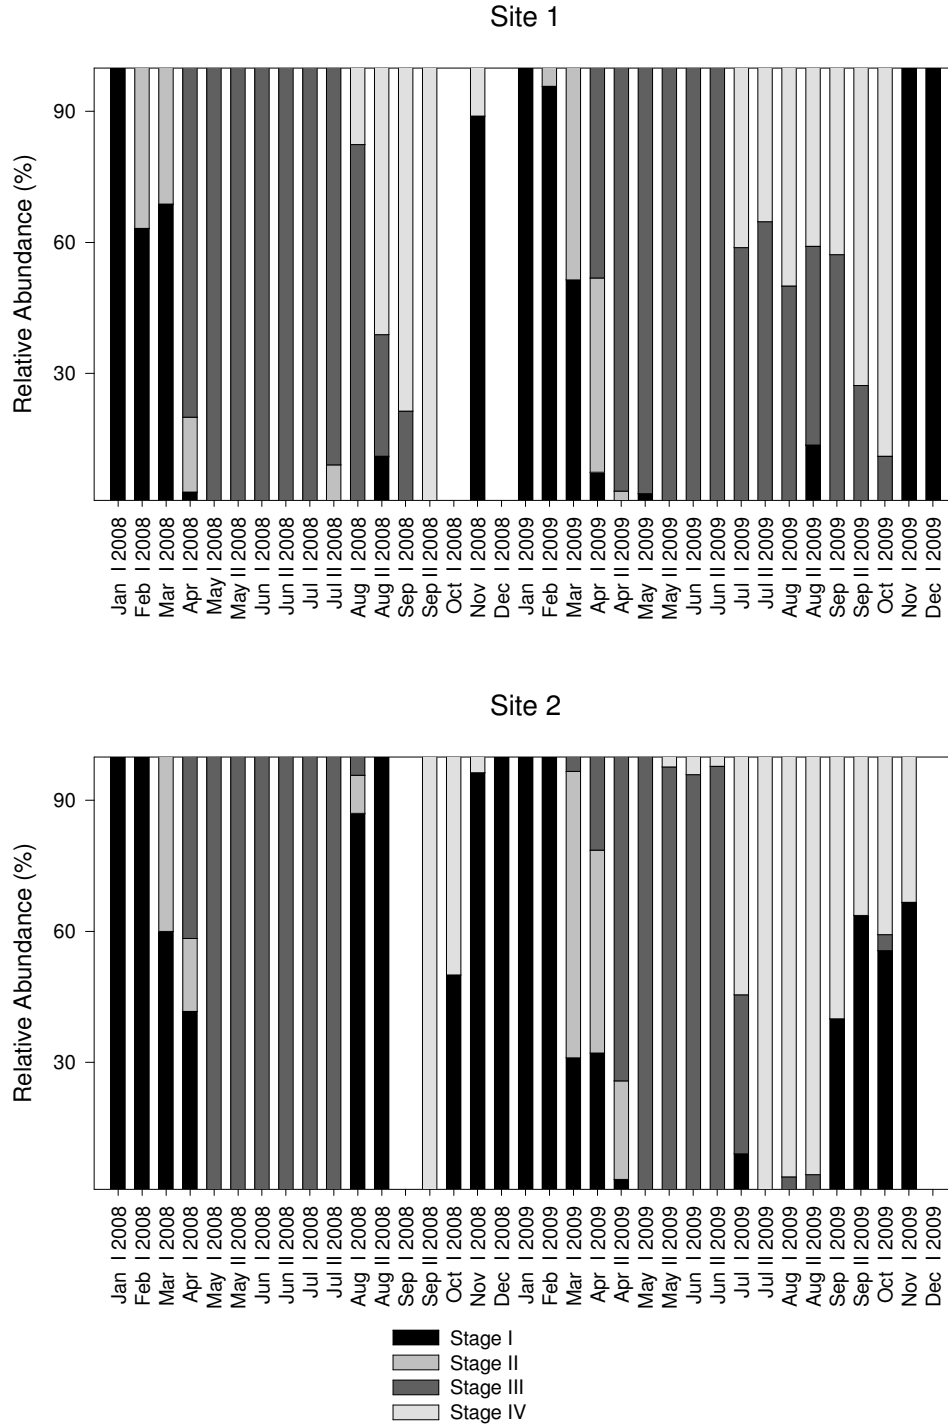 Site 1
Relative Abundance (%)
90
60
30
Jan I 2008
Feb I 2008
Mar I 2008
Apr I 2008
May I 2008
May II 2008
Jun I 2008
Jun II 2008
Jul I 2008
Jul II 2008
Aug I 2008
Aug II 2008
Sep I 2008
Sep II 2008
Oct I 2008
Nov I 2008
Dec I 2008
Jan I 2009
Feb I 2009
Mar I 2009
Apr I 2009
Apr II 2009
May I 2009
May II 2009
Jun I 2009
Jun II 2009
Jul I 2009
Jul II 2009
Aug I 2009
Aug II 2009
Sep I 2009
Sep II 2009
Oct I 2009
Nov I 2009
Dec I 2009
Site 2
Relative Abundance (%)
90
60
30
Jan I 2008
Feb I 2008
Mar I 2008
Apr I 2008
May I 2008
May II 2008
Jun I 2008
Jun II 2008
Jul I 2008
Jul II 2008
Aug I 2008
Aug II 2008
Sep I 2008
Sep II 2008
Oct I 2008
Nov I 2008
Dec I 2008
Jan I 2009
Feb I 2009
Mar I 2009
Apr I 2009
Apr II 2009
May I 2009
May II 2009
Jun I 2009
Jun II 2009
Jul I 2009
Jul II 2009
Aug I 2009
Aug II 2009
Sep I 2009
Sep II 2009
Oct I 2009
Nov I 2009
Dec I 2009
Stage I
Stage II
Stage III
Stage IV